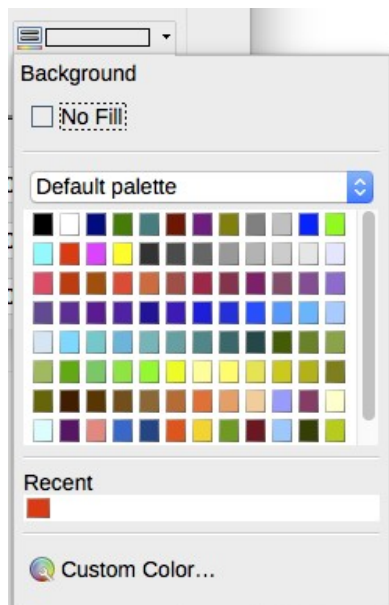 Background
No Fill
Default palette
Recent
Custom Color...